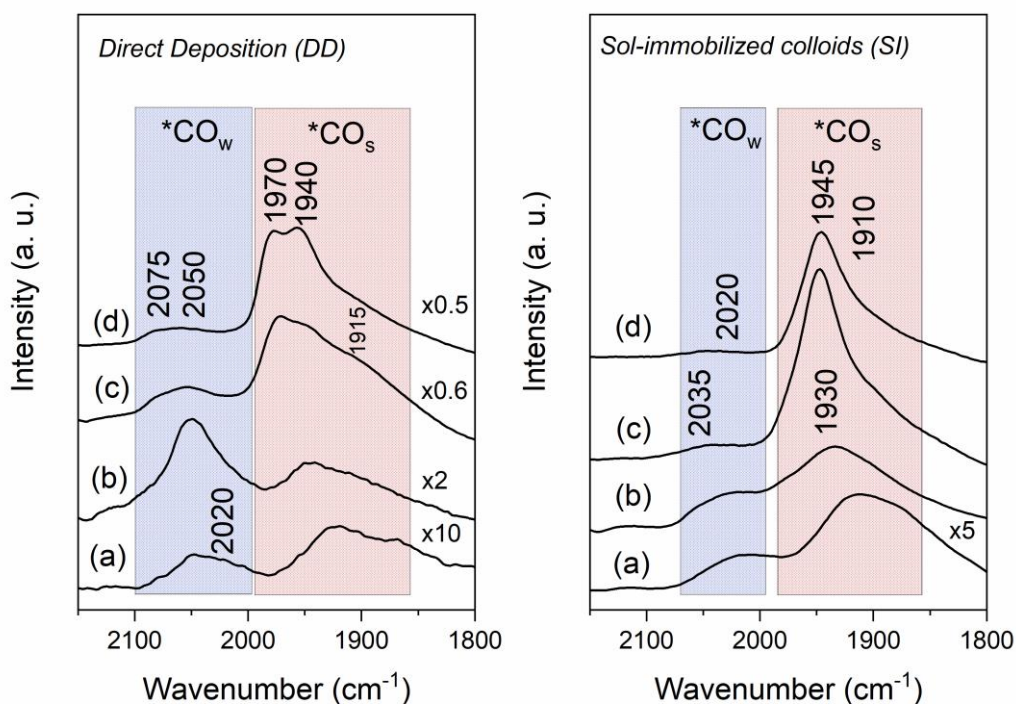 Direct Deposition (DD)
*CO_w
*CO_s
1970
1940
2075
2050
(d)
x0.5
1915
(c)
x0.6
(b)
x2
2020
x10
(a)
Intensity (a. u.)
2100
2000
1900
1800
Wavenumber (cm⁻¹)
Sol-immobilized colloids (SI)
*CO_w
*CO_s
1945
1910
2020
(d)
2035
1930
(c)
(b)
x5
(a)
Intensity (a. u.)
2100
2000
1900
1800
Wavenumber (cm⁻¹)